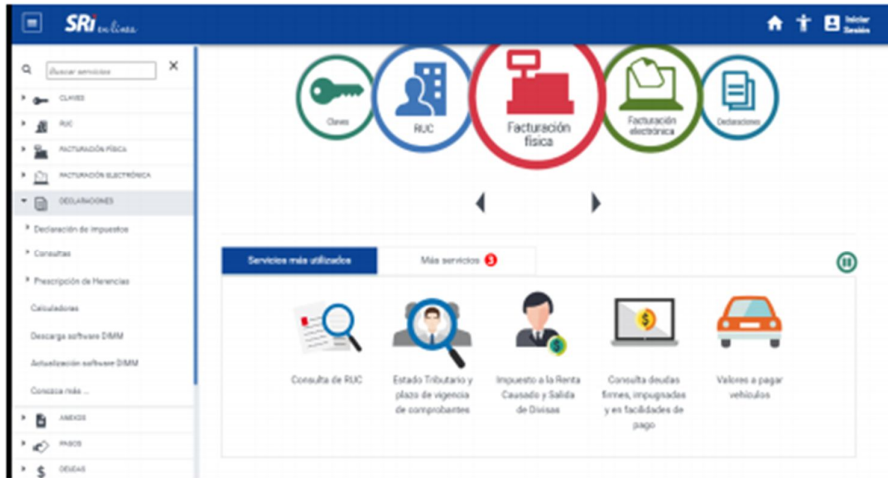 SRi en línea
Iniciar
Sesión
Buscar servicios
CLAVES
RUC
FACTURACIÓN FÍSICA
FACTURACIÓN ELECTRÓNICA
DECLARACIONES
Declaración de impuestos
Consultas
Prescripción de Herencias
Calculadoras
Descarga software DIMM
Actualización software DIMM
Conozca más ...
ANEXOS
PAGOS
DEUDAS
Claves
RUC
Facturación
física
Facturación
electrónica
Declaraciones
Servicios más utilizados
Más servicios 3
Consulta de RUC
Estado Tributario y
plazo de vigencia
de comprobantes
Impuesto a la Renta
Causado y Salida
de Divisas
Consulta deudas
firmes, impugnadas
y en facilidades de
pago
Valores a pagar
vehículos